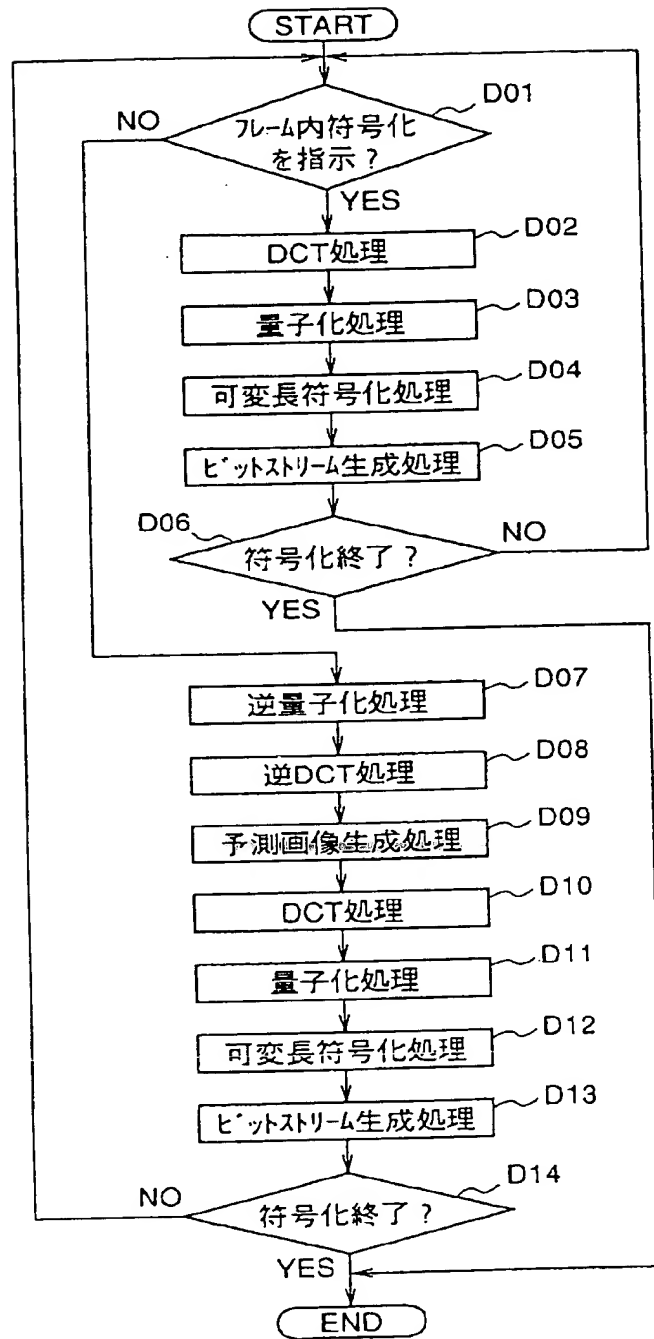 START
D01
NO
フレーム内符号化
を指示？
YES
D02
DCT処理
D03
量子化処理
D04
可変長符号化処理
D05
ビットストリーム生成処理
D06
NO
符号化終了？
YES
D07
逆量子化処理
D08
逆DCT処理
D09
予測画像生成処理
D10
DCT処理
D11
量子化処理
D12
可変長符号化処理
D13
ビットストリーム生成処理
D14
NO
符号化終了？
YES
END